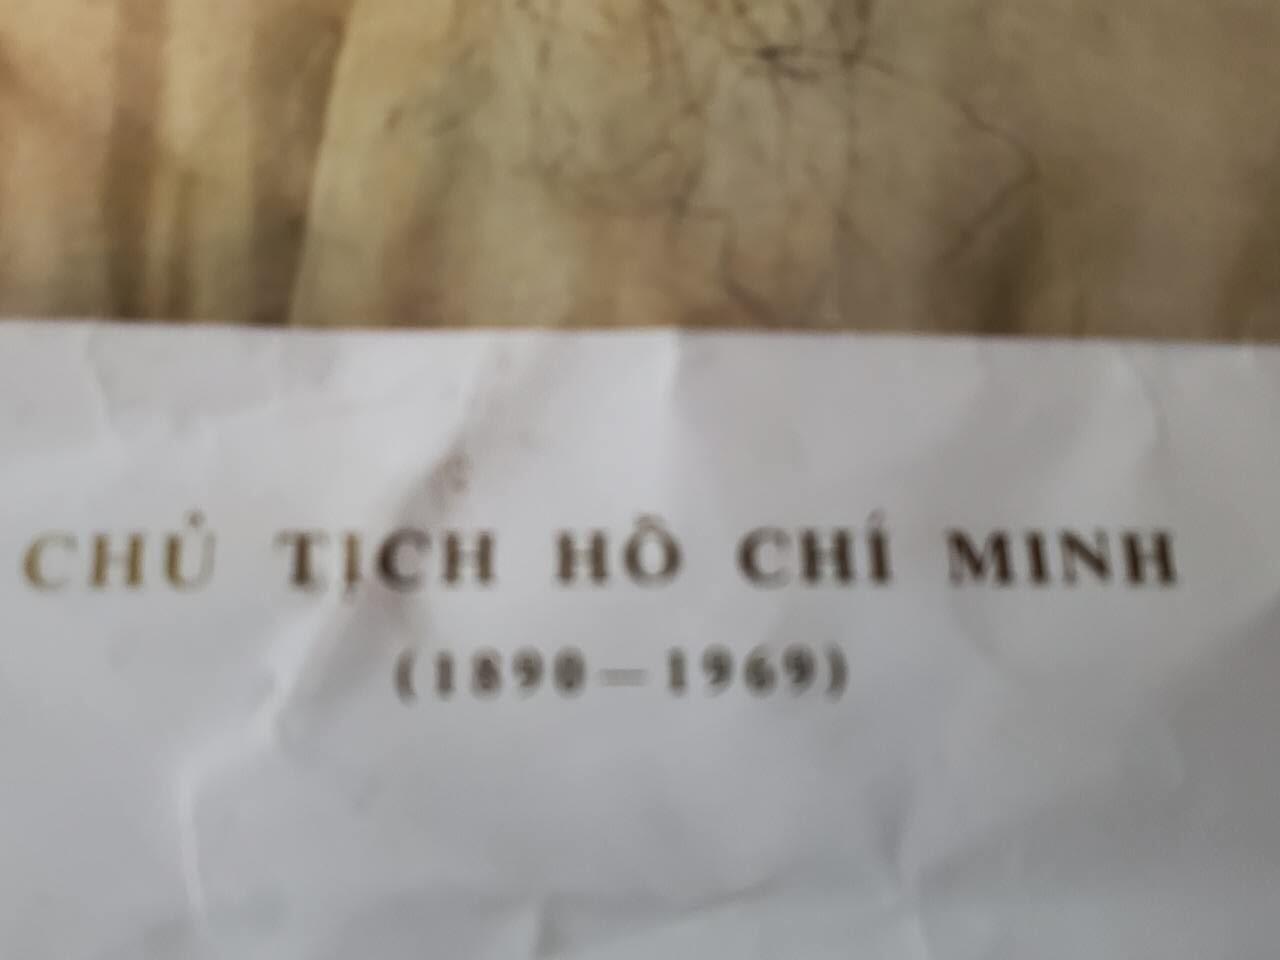 CHỦ TỊCH HỒ CHÍ MINH
(1890 — 1969)